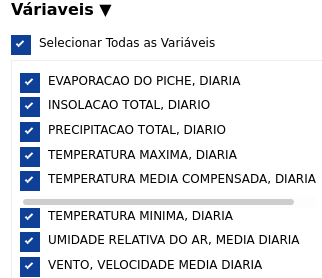 Váriaveis ▼
Selecionar Todas as Variáveis
EVAPORACAO DO PICHE, DIARIA
INSOLACAO TOTAL, DIARIO
PRECIPITACAO TOTAL, DIARIO
TEMPERATURA MAXIMA, DIARIA
TEMPERATURA MEDIA COMPENSADA, DIARIA
TEMPERATURA MINIMA, DIARIA
UMIDADE RELATIVA DO AR, MEDIA DIARIA
VENTO, VELOCIDADE MEDIA DIARIA